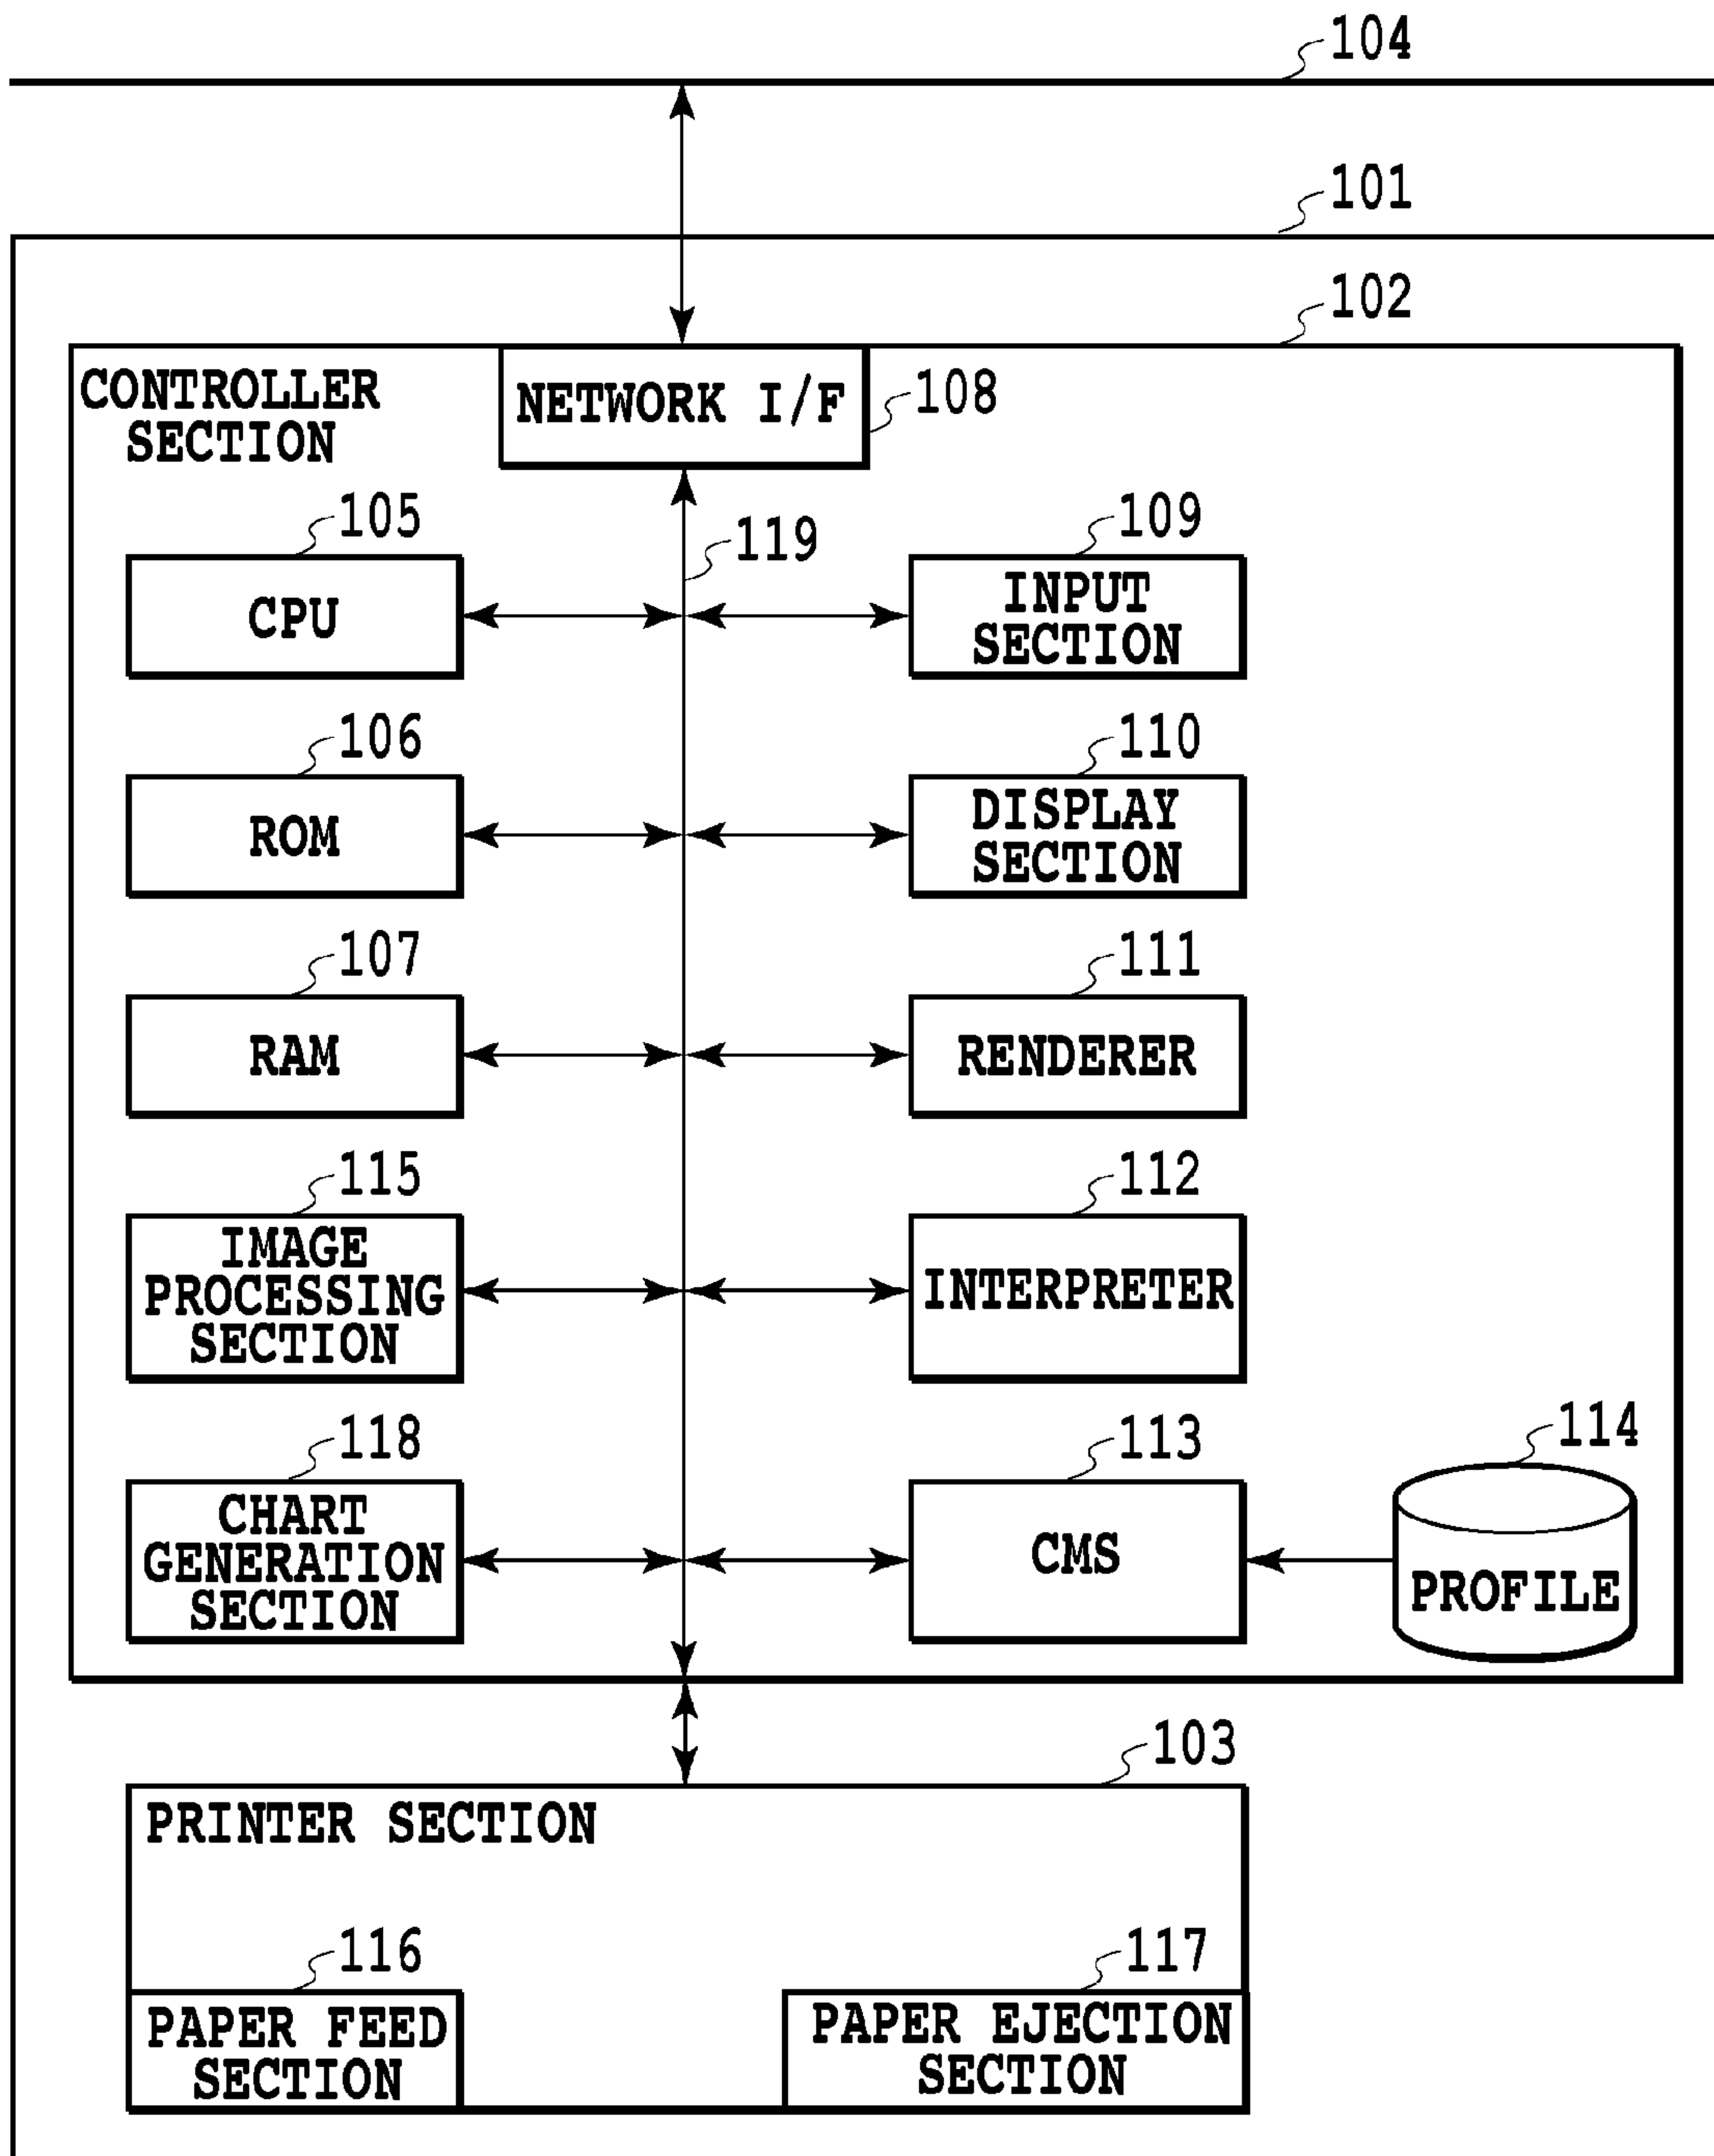 104
101
102
CONTROLLER
SECTION
NETWORK I/F
108
105
119
109
CPU
INPUT
SECTION
106
110
ROM
DISPLAY
SECTION
107
111
RAM
RENDERER
115
112
IMAGE
PROCESSING
SECTION
INTERPRETER
118
113
114
CHART
GENERATION
SECTION
CMS
PROFILE
103
PRINTER SECTION
116
117
PAPER FEED
SECTION
PAPER EJECTION
SECTION